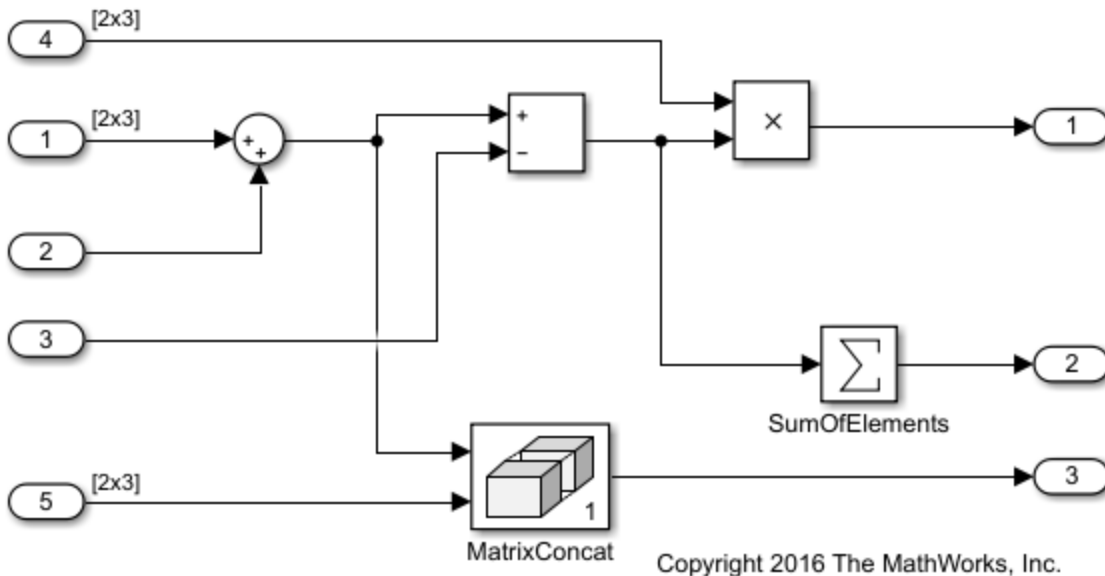 [2x3]
4
[2x3]
1
+
+
+
−
×
1
2
3
Σ
2
SumOfElements
[2x3]
5
1
3
MatrixConcat
Copyright 2016 The MathWorks, Inc.